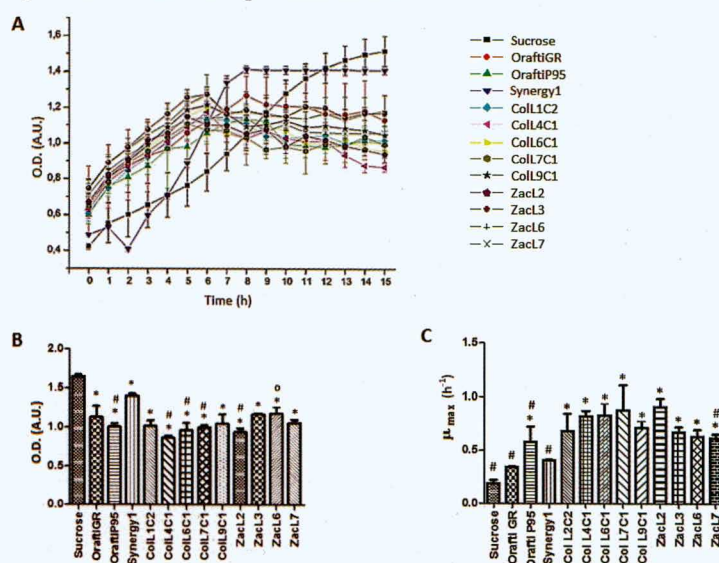 A
1,6
1,4
1,2
1,0
0,8
0,6
0,4
O.D. (A.U.)
0 1 2 3 4 5 6 7 8 9 10 11 12 13 14 15
Time (h)
Sucrose
OraftiGR
OraftiP95
Synergy1
ColL1C2
ColL4C1
ColL6C1
ColL7C1
ColL9C1
ZacL2
ZacL3
ZacL6
ZacL7
B
2.0
1.5
1.0
0.5
0.0
O.D. (A.U.)
* # * * * # * # * # * * # * * o * *
Sucrose
OraftiGR
OraftiP95
Synergy1
ColL1C2
ColL4C1
ColL6C1
ColL7C1
ColL9C1
ZacL2
ZacL3
ZacL6
ZacL7
C
1.5
1.0
0.5
0.0
μ max (h⁻¹)
# # # * # * * * * * * * * # *
Sucrose
Orafti GR
Orafti P95
Synergy1
Col L2C2
Col L4C1
Col L6C1
Col L7C1
Col L9C1
ZacL2
ZacL3
ZacL6
ZacL7